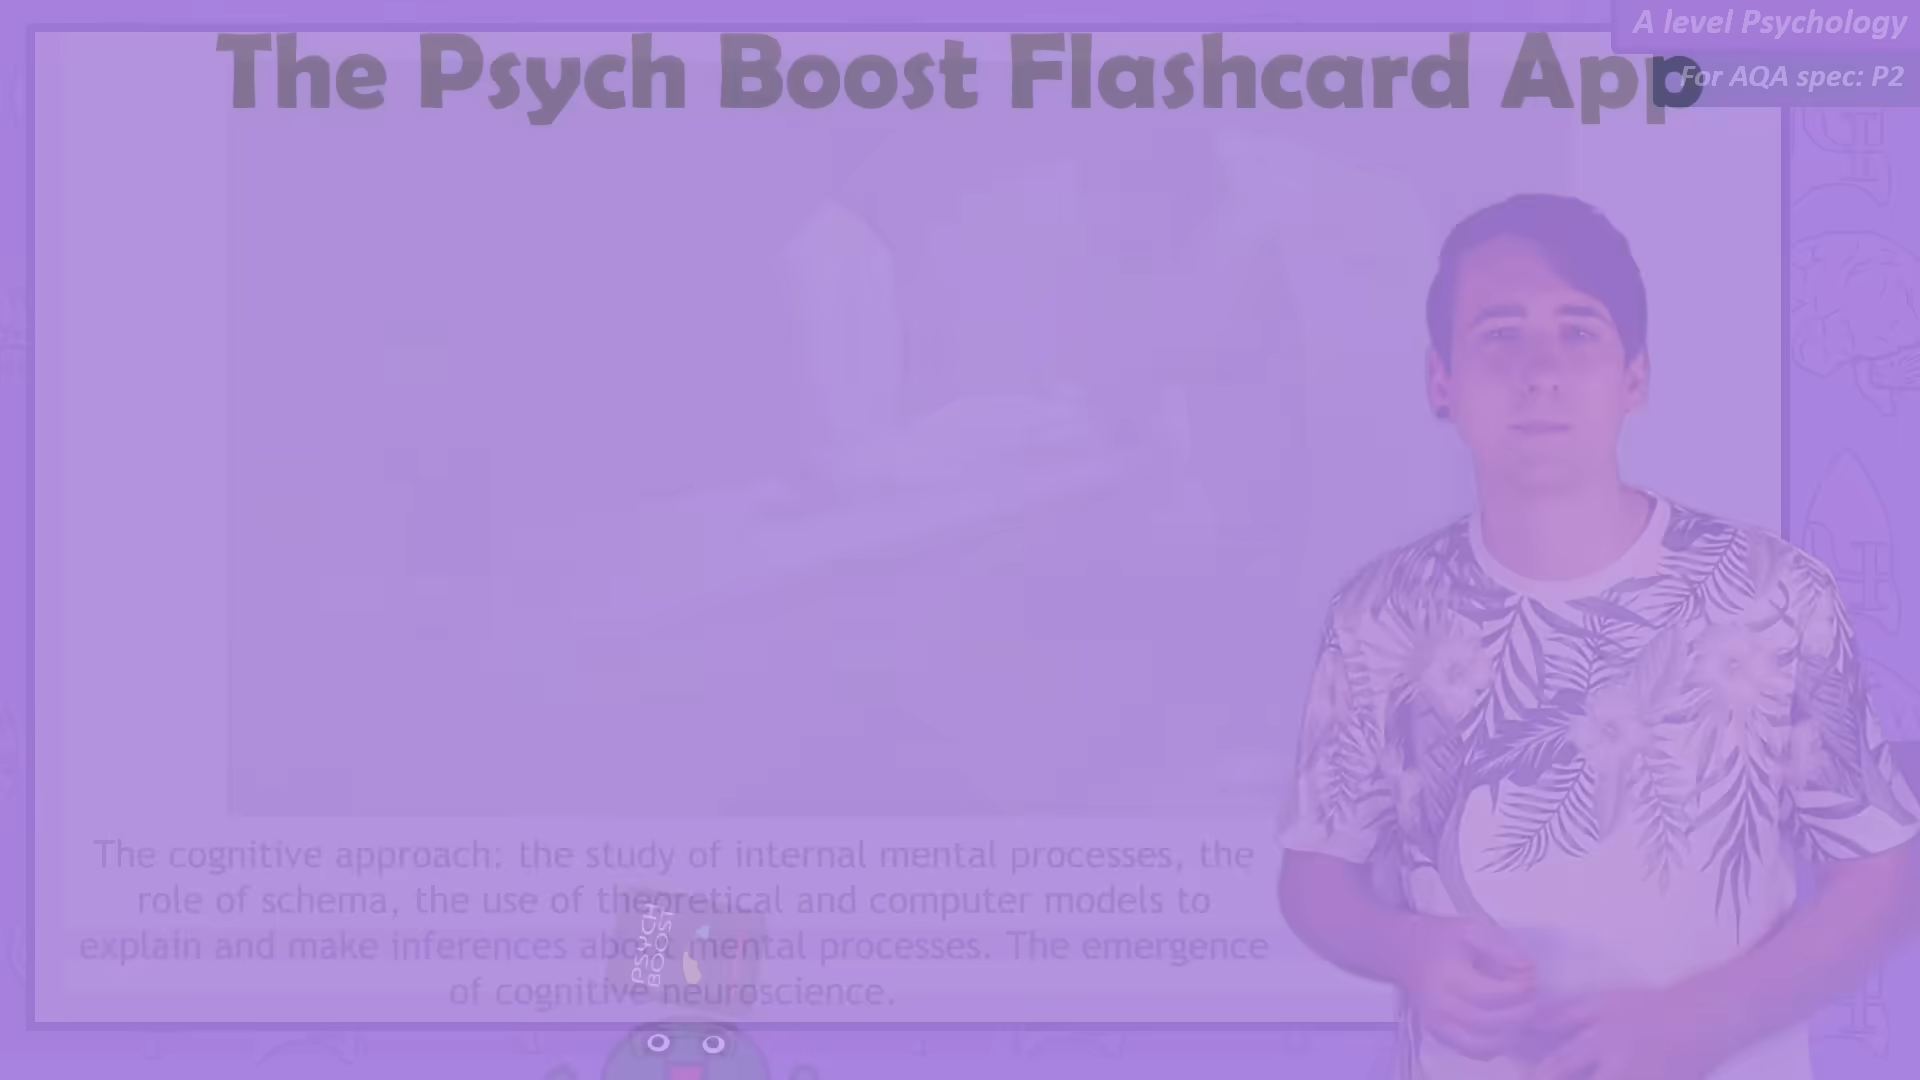 A level Psychology
The Psych Boost Flashcard App
For AQA spec: P2
The cognitive approach: the study of internal mental processes, the
role of schema, the use of theoretical and computer models to
explain and make inferences about mental processes. The emergence
of cognitive neuroscience.
PSYCH
BOOST